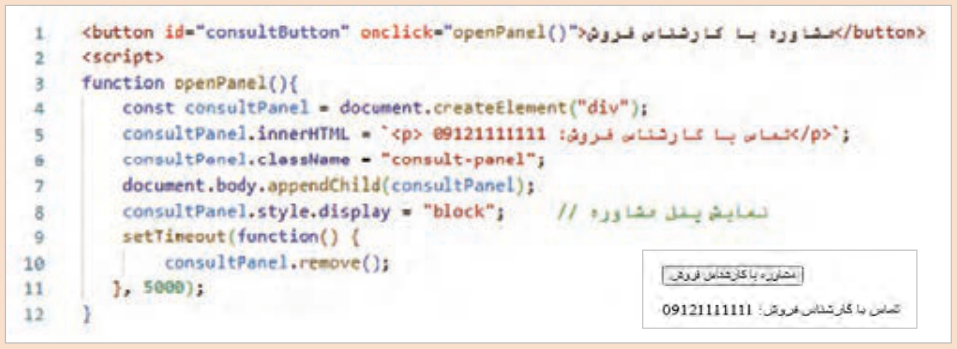 1 <button id="consultButton" onclick="openPanel()">مشاوره با کارشناس فروش</button>
2 <script>
3 function openPanel(){
4 const consultPanel = document.createElement("div");
5 consultPanel.innerHTML = `<p> 09121111111 :تماس با کارشناس فروش</p>`;
6 consultPanel.className = "consult-panel";
7 document.body.appendChild(consultPanel);
8 consultPanel.style.display = "block"; // نمایش پنل مشاوره
9 setTimeout(function() {
10 consultPanel.remove();
11 }, 5000);
12 }
مشاوره با کارشناس فروش
تماس با کارشناس فروش: 09121111111